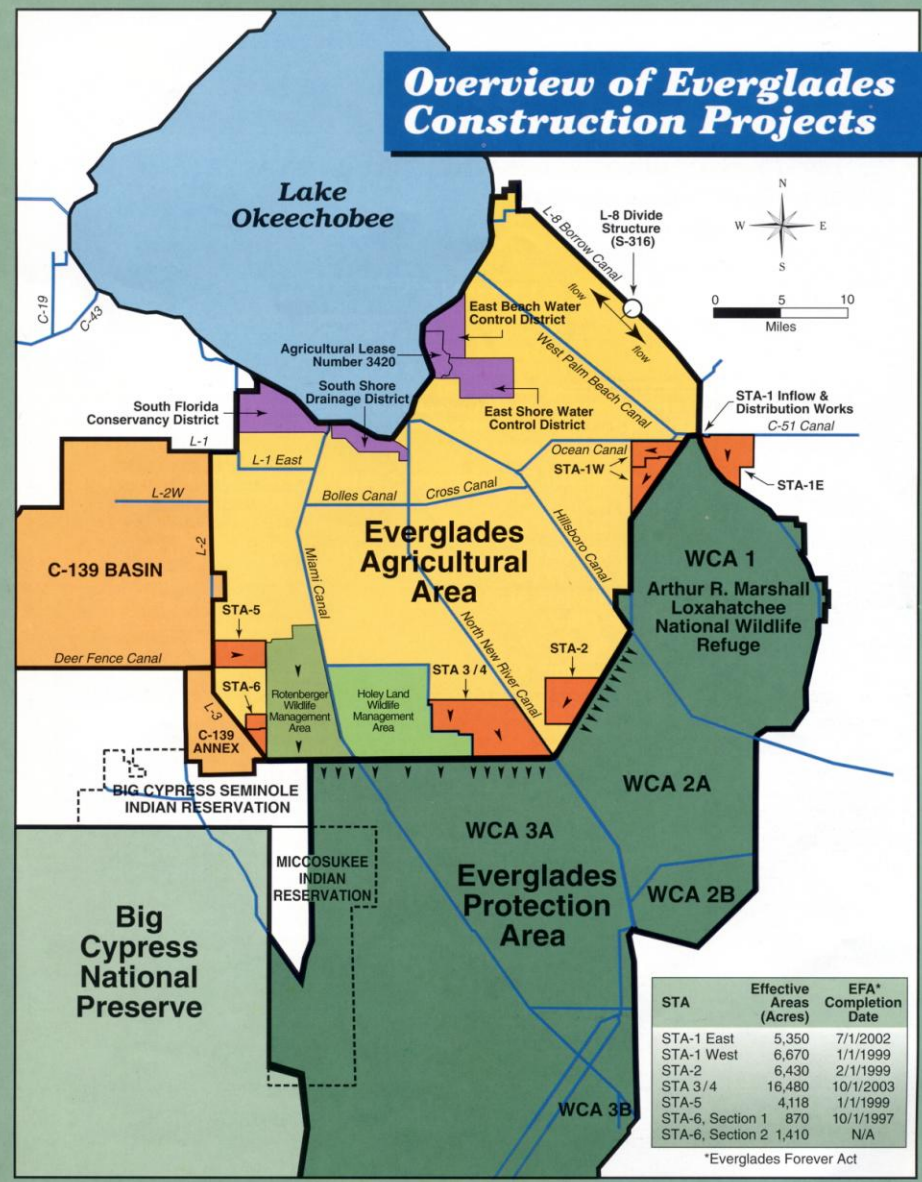 Overview of Everglades
Construction Projects
Lake
Okeechobee
N
W
E
S
0
5
10
Miles
L-8 Divide
Structure
(S-316)
L-8 Borrow Canal
flow
flow
C-19
C-43
East Beach Water
Control District
Agricultural Lease
Number 3420
South Shore
Drainage District
West Palm Beach Canal
South Florida
Conservancy District
East Shore Water
Control District
STA-1 Inflow &
Distribution Works
C-51 Canal
L-1
L-1 East
Ocean Canal
STA-1W
STA-1E
L-2W
Bolles Canal
Cross Canal
L-2
Hillsboro Canal
Everglades
Agricultural
Area
C-139 BASIN
Miami Canal
WCA 1
Arthur R. Marshall
Loxahatchee
National Wildlife
Refuge
STA-5
North New River Canal
STA-2
Deer Fence Canal
STA 3/4
STA-6
L-3
Rotenberger
Wildlife
Management
Area
Holey Land
Wildlife
Management
Area
C-139
ANNEX
BIG CYPRESS SEMINOLE
INDIAN RESERVATION
WCA 2A
WCA 3A
MICCOSUKEE
INDIAN
RESERVATION
Everglades
Protection
Area
WCA 2B
Big
Cypress
National
Preserve
WCA 3B
STA Effective Areas (Acres) EFA* Completion Date
STA-1 East 5,350 7/1/2002
STA-1 West 6,670 1/1/1999
STA-2 6,430 2/1/1999
STA 3/4 16,480 10/1/2003
STA-5 4,118 1/1/1999
STA-6, Section 1 870 10/1/1997
STA-6, Section 2 1,410 N/A
*Everglades Forever Act